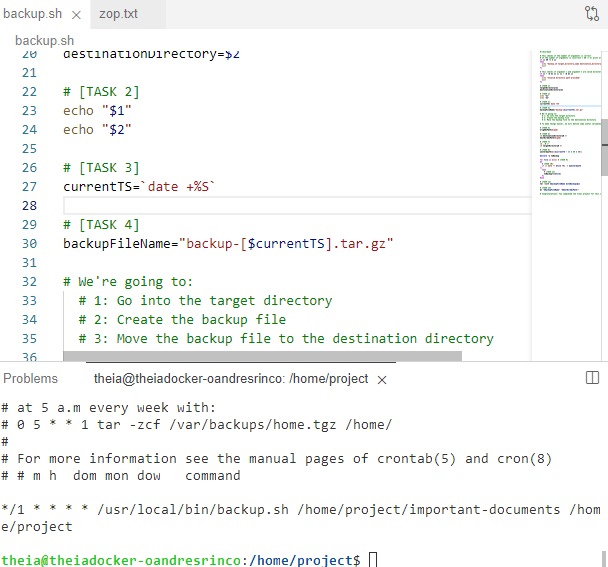 backup.sh × zop.txt
backup.sh
20 destinationDirectory=$2
21
22 # [TASK 2]
23 echo "$1"
24 echo "$2"
25
26 # [TASK 3]
27 currentTS=`date +%S`
28
29 # [TASK 4]
30 backupFileName="backup-[$currentTS].tar.gz"
31
32 # We're going to:
33 # 1: Go into the target directory
34 # 2: Create the backup file
35 # 3: Move the backup file to the destination directory
36
Problems theia@theiadocker-oandresrinco: /home/project ×
# at 5 a.m every week with:
# 0 5 * * 1 tar -zcf /var/backups/home.tgz /home/
#
# For more information see the manual pages of crontab(5) and cron(8)
# # m h  dom mon dow   command
*/1 * * * * /usr/local/bin/backup.sh /home/project/important-documents /hom
e/project
theia@theiadocker-oandresrinco:/home/project$